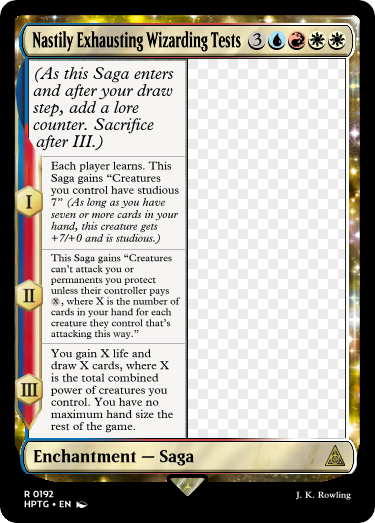 Nastily Exhausting Wizarding Tests 3
(As this Saga enters
and after your draw
step, add a lore
counter. Sacrifice
after III.)
I
Each player learns. This
Saga gains “Creatures
you control have studious
7” (As long as you have
seven or more cards in your
hand, this creature gets
+7/+0 and is studious.)
II
This Saga gains “Creatures
can’t attack you or
permanents you protect
unless their controller pays
X, where X is the number of
cards in your hand for each
creature they control that’s
attacking this way.”
III
You gain X life and
draw X cards, where X
is the total combined
power of creatures you
control. You have no
maximum hand size the
rest of the game.
Enchantment — Saga
R 0192
HPTG • EN
J. K. Rowling